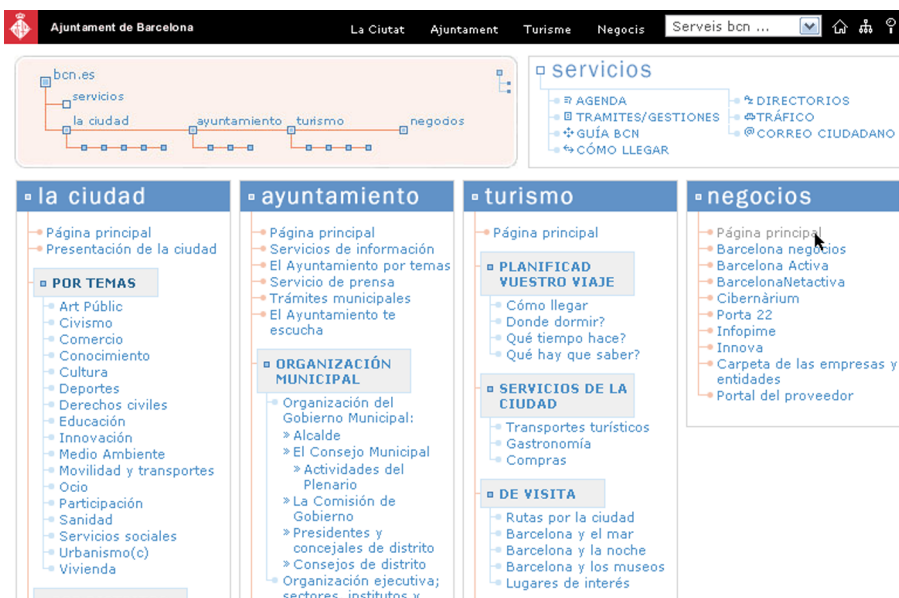 Ajuntament de Barcelona
La Ciutat
Ajuntament
Turisme
Negocis
Serveis bcn ...
bcn.es
servicios
la ciudad
ayuntamiento
turismo
negocios
servicios
AGENDA
TRAMITES/GESTIONES
GUÍA BCN
CÓMO LLEGAR
DIRECTORIOS
TRÁFICO
CORREO CIUDADANO
la ciudad
Página principal
Presentación de la ciudad
POR TEMAS
Art Públic
Civismo
Comercio
Conocimiento
Cultura
Deportes
Derechos civiles
Educación
Innovación
Medio Ambiente
Movilidad y transportes
Ocio
Participación
Sanidad
Servicios sociales
Urbanismo(c)
Vivienda
ayuntamiento
Página principal
Servicios de información
El Ayuntamiento por temas
Servicio de prensa
Trámites municipales
El Ayuntamiento te
escucha
ORGANIZACIÓN
MUNICIPAL
Organización del
Gobierno Municipal:
» Alcalde
» El Consejo Municipal
» Actividades del
Plenario
» La Comisión de
Gobierno
» Presidentes y
concejales de distrito
» Consejos de distrito
Organización ejecutiva;
sectores, institutos y
turismo
Página principal
PLANIFICAD
VUESTRO VIAJE
Cómo llegar
Donde dormir?
Qué tiempo hace?
Qué hay que saber?
SERVICIOS DE LA
CIUDAD
Transportes turísticos
Gastronomía
Compras
DE VISITA
Rutas por la ciudad
Barcelona y el mar
Barcelona y la noche
Barcelona y los museos
Lugares de interés
negocios
Página principal
Barcelona negocios
Barcelona Activa
BarcelonaNetactiva
Cibernàrium
Porta 22
Infopime
Innova
Carpeta de las empresas y
entidades
Portal del proveedor